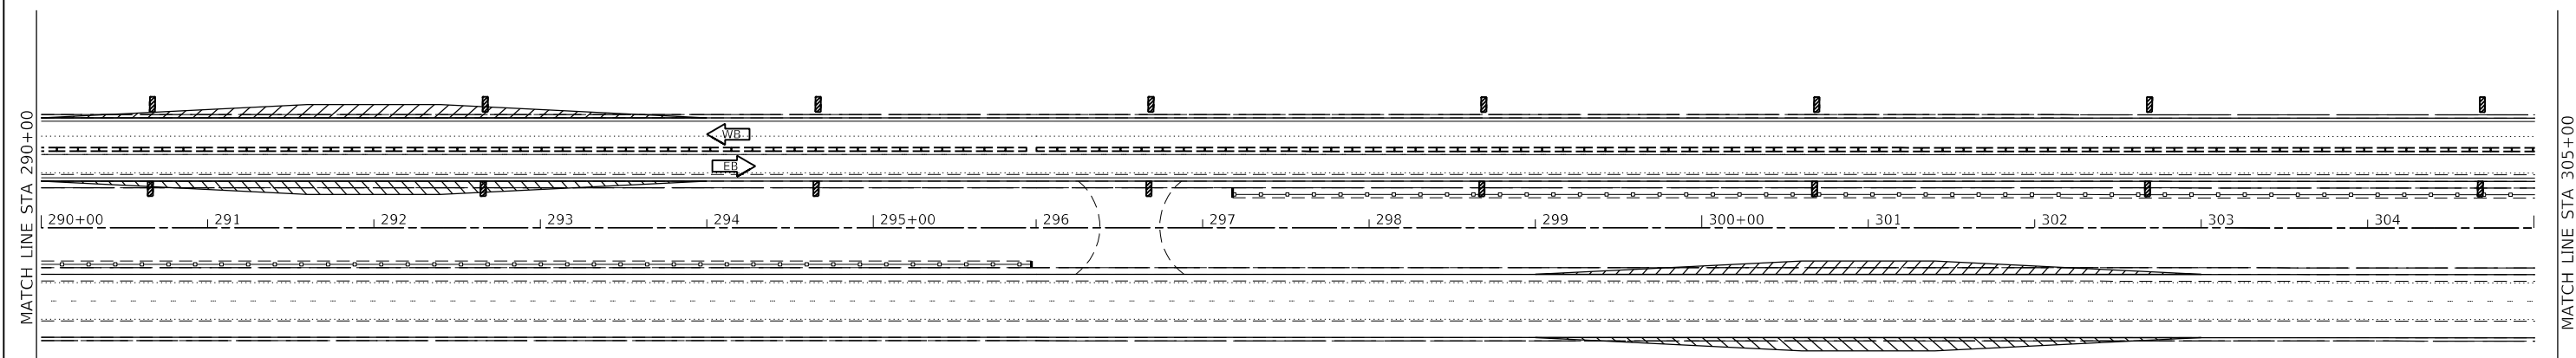 MATCH LINE STA 290+00
WB
EB
290+00 291 292 293 294 295+00 296 297 298 299 300+00 301 302 303 304
MATCH LINE STA 305+00